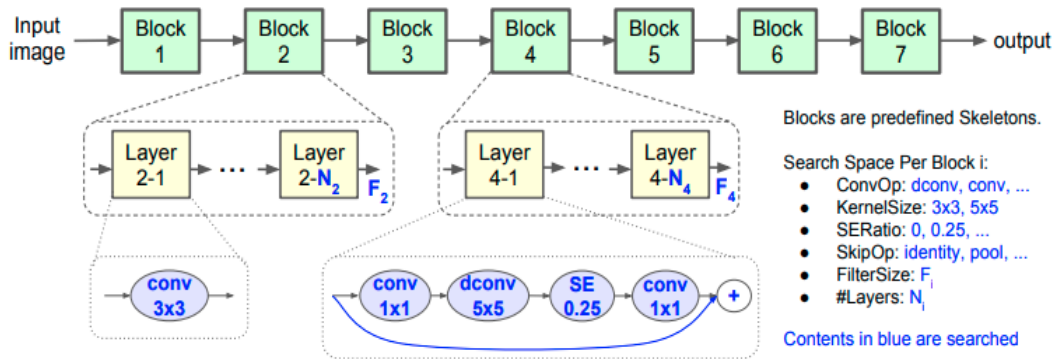 Input image
Block 1
Block 2
Block 3
Block 4
Block 5
Block 6
Block 7
output
Layer 2-1
...
Layer 2-N₂
F₂
Layer 4-1
...
Layer 4-N₄
F₄
conv 3x3
conv 1x1
dconv 5x5
SE 0.25
conv 1x1
+
Blocks are predefined Skeletons.
Search Space Per Block i:
● ConvOp: dconv, conv, ...
● KernelSize: 3x3, 5x5
● SERatio: 0, 0.25, ...
● SkipOp: identity, pool, ...
● FilterSize: Fᵢ
● #Layers: Nᵢ
Contents in blue are searched